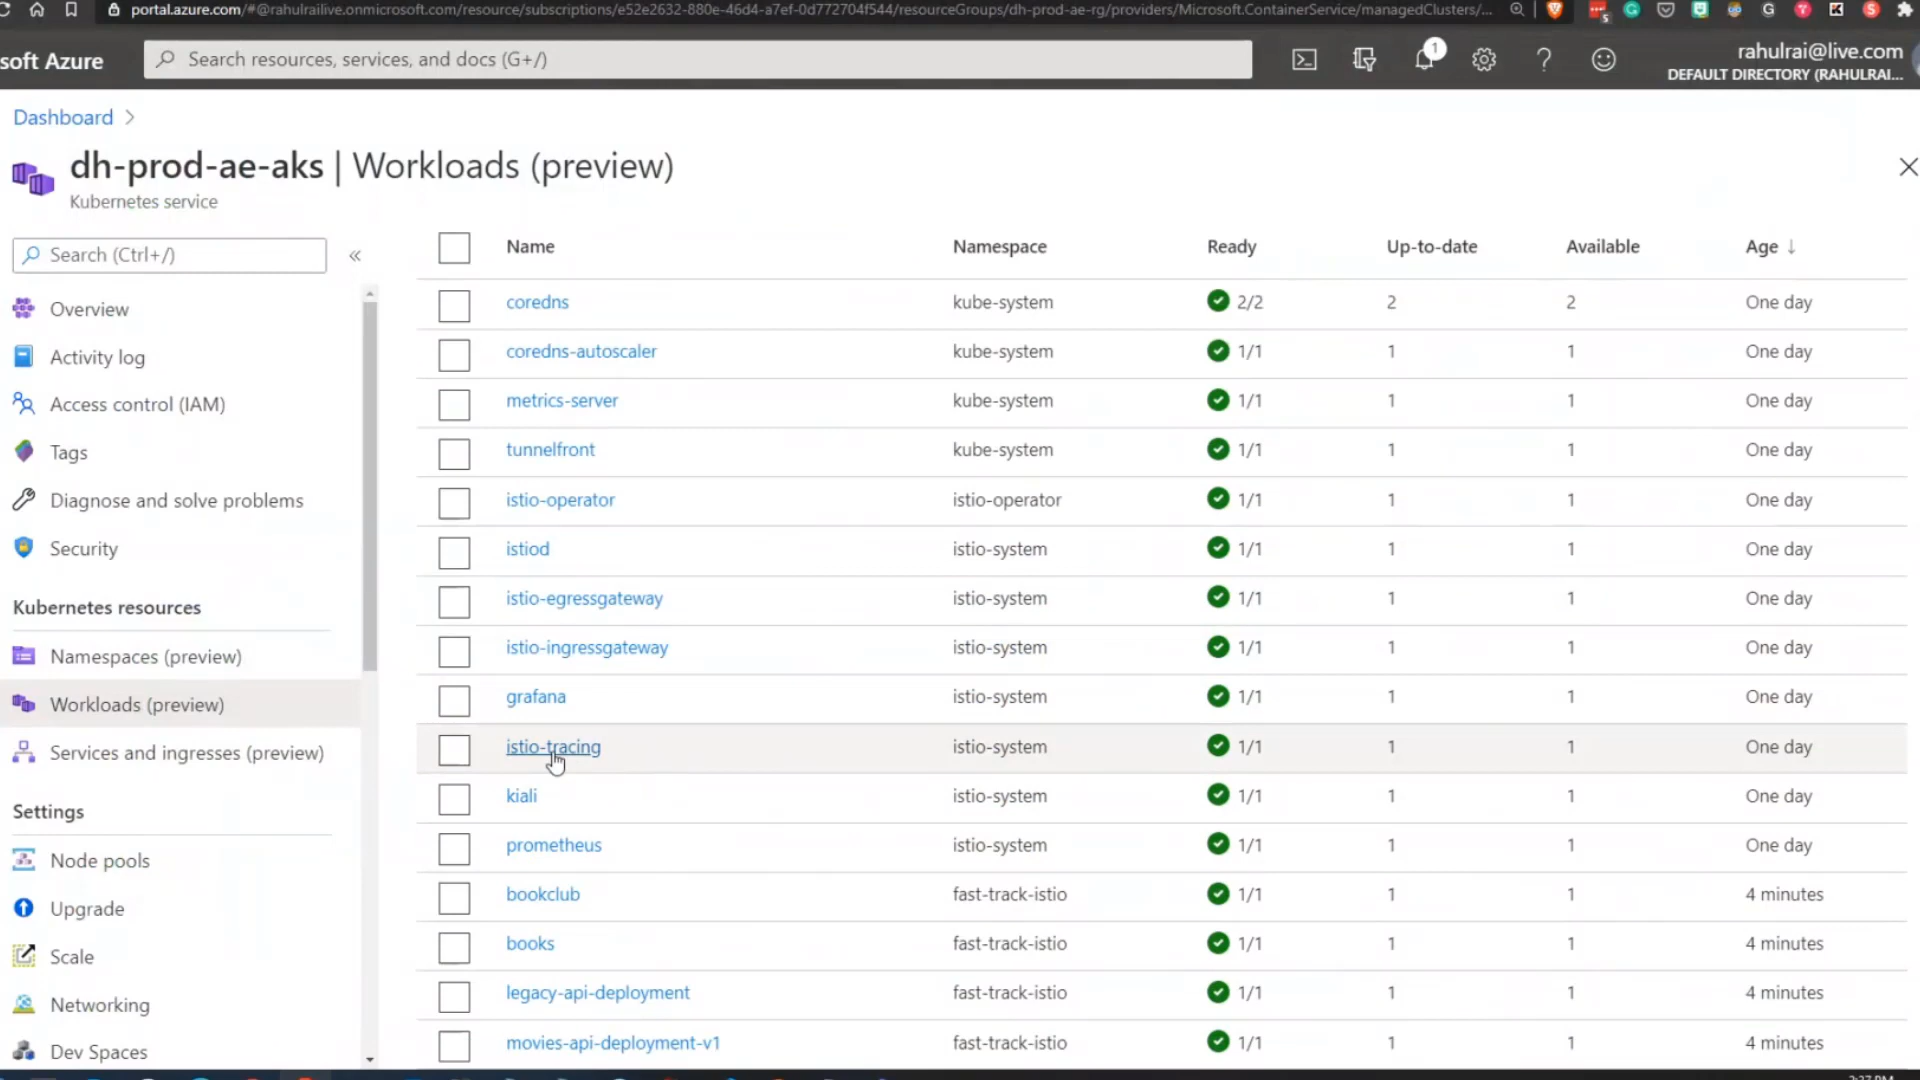 portal.azure.com/#@rahulrailive.onmicrosoft.com/resource/subscriptions/e52e2632-880e-46d4-a7ef-0d772704f544/resourceGroups/dh-prod-ae-rg/providers/Microsoft.ContainerService/managedClusters/...
soft Azure
Search resources, services, and docs (G+/)
1
rahulrai@live.com
DEFAULT DIRECTORY (RAHULRAI...
Dashboard
dh-prod-ae-aks | Workloads (preview)
Kubernetes service
Search (Ctrl+/)
«
Overview
Activity log
Access control (IAM)
Tags
Diagnose and solve problems
Security
Kubernetes resources
Namespaces (preview)
Workloads (preview)
Services and ingresses (preview)
Settings
Node pools
Upgrade
Scale
Networking
Dev Spaces
Name Namespace Ready Up-to-date Available Age ↓
coredns kube-system 2/2 2 2 One day
coredns-autoscaler kube-system 1/1 1 1 One day
metrics-server kube-system 1/1 1 1 One day
tunnelfront kube-system 1/1 1 1 One day
istio-operator istio-operator 1/1 1 1 One day
istiod istio-system 1/1 1 1 One day
istio-egressgateway istio-system 1/1 1 1 One day
istio-ingressgateway istio-system 1/1 1 1 One day
grafana istio-system 1/1 1 1 One day
istio-tracing istio-system 1/1 1 1 One day
kiali istio-system 1/1 1 1 One day
prometheus istio-system 1/1 1 1 One day
bookclub fast-track-istio 1/1 1 1 4 minutes
books fast-track-istio 1/1 1 1 4 minutes
legacy-api-deployment fast-track-istio 1/1 1 1 4 minutes
movies-api-deployment-v1 fast-track-istio 1/1 1 1 4 minutes